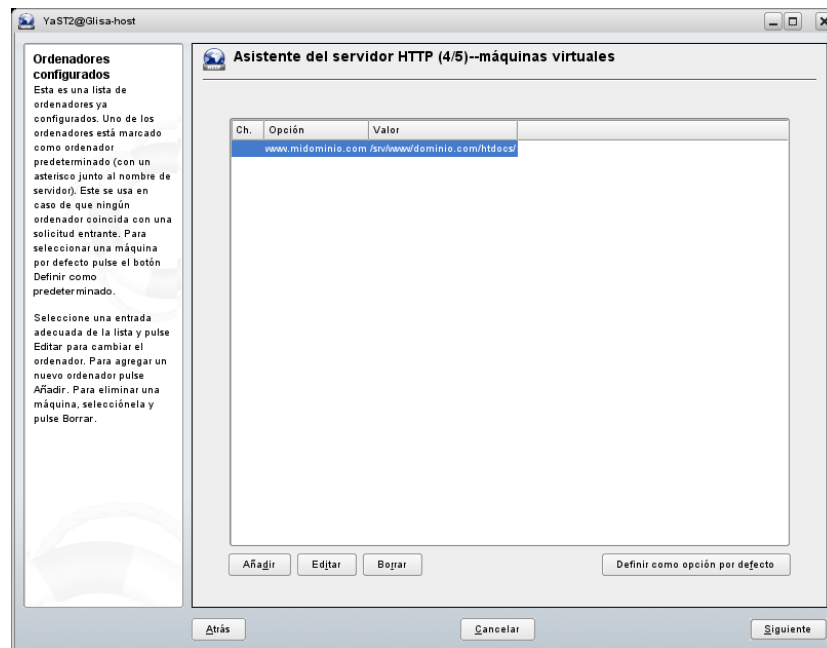 YaST2@Glisa-host
Ordenadores
configurados
Esta es una lista de
ordenadores ya
configurados. Uno de los
ordenadores está marcado
como ordenador
predeterminado (con un
asterisco junto al nombre de
servidor). Este se usa en
caso de que ningún
ordenador coincida con una
solicitud entrante. Para
seleccionar una máquina
por defecto pulse el botón
Definir como
predeterminado.
Seleccione una entrada
adecuada de la lista y pulse
Editar para cambiar el
ordenador. Para agregar un
nuevo ordenador pulse
Añadir. Para eliminar una
máquina, selecciónela y
pulse Borrar.
Asistente del servidor HTTP (4/5)--máquinas virtuales
Ch. Opción Valor
www.midominio.com /srv/www/dominio.com/htdocs/
Añadir Editar Borrar Definir como opción por defecto
Atrás Cancelar Siguiente